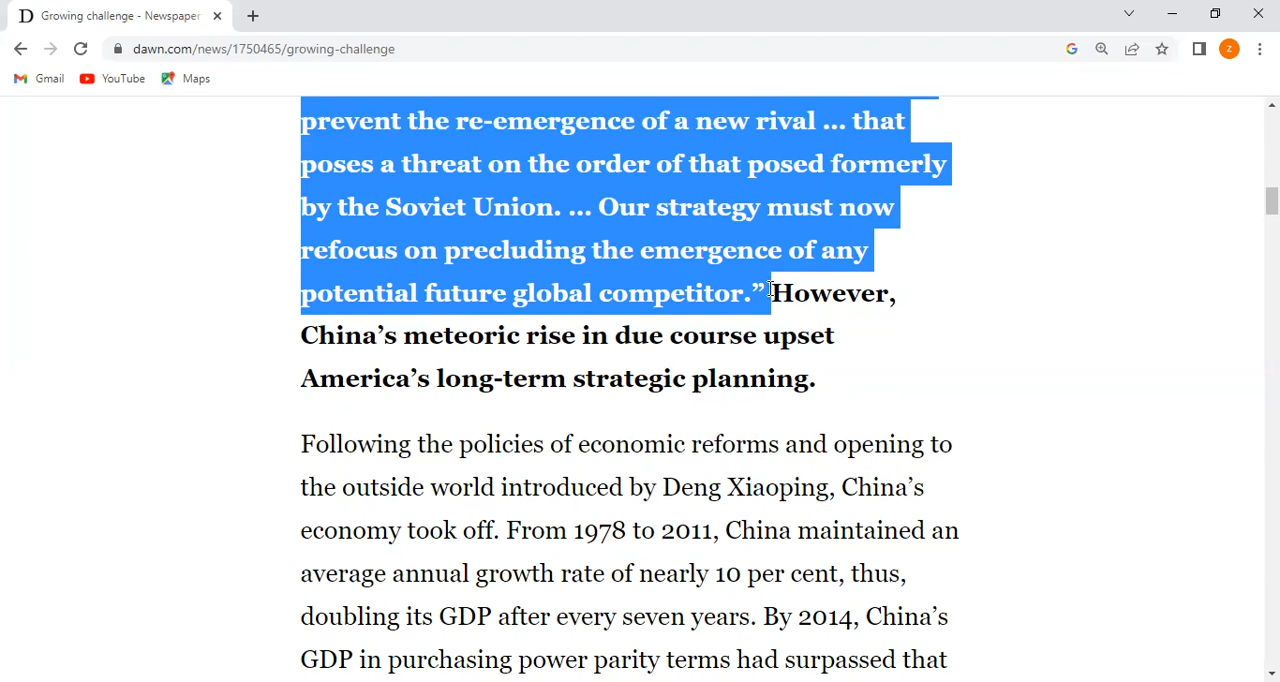 D Growing challenge - Newspaper
dawn.com/news/1750465/growing-challenge
Z
Gmail YouTube Maps
prevent the re-emergence of a new rival ... that
poses a threat on the order of that posed formerly
by the Soviet Union. ... Our strategy must now
refocus on precluding the emergence of any
potential future global competitor.” However,
China’s meteoric rise in due course upset
America’s long-term strategic planning.
Following the policies of economic reforms and opening to
the outside world introduced by Deng Xiaoping, China’s
economy took off. From 1978 to 2011, China maintained an
average annual growth rate of nearly 10 per cent, thus,
doubling its GDP after every seven years. By 2014, China’s
GDP in purchasing power parity terms had surpassed that